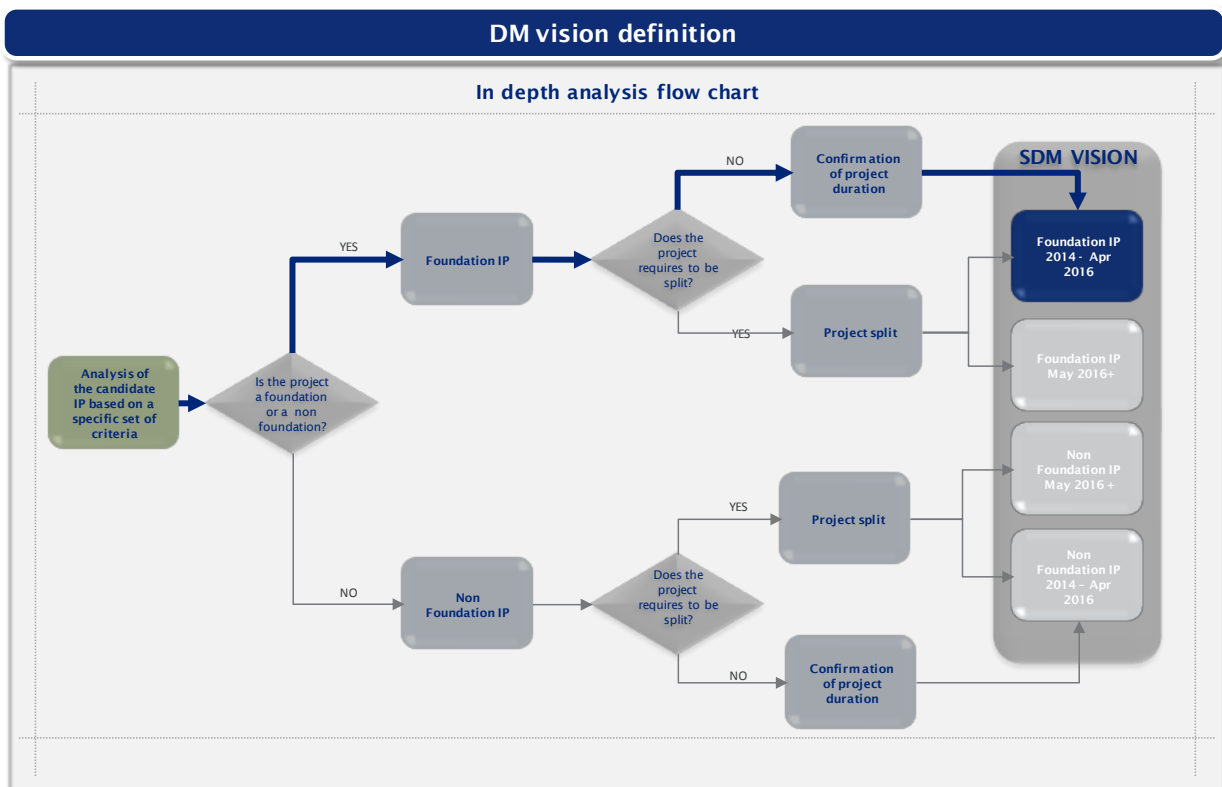 DM vision definition
In depth analysis flow chart
Analysis of
the candidate
IP based on a
specific set of
criteria
Is the project
a foundation
or a non
foundation?
YES
Foundation IP
Does the
project
requires to be
split?
NO
Confirmation
of project
duration
YES
Project split
NO
Non
Foundation IP
Does the
project
requires to be
split?
YES
Project split
NO
Confirmation
of project
duration
SDM VISION
Foundation IP
2014 - Apr
2016
Foundation IP
May 2016+
Non
Foundation IP
May 2016 +
Non
Foundation IP
2014 – Apr
2016